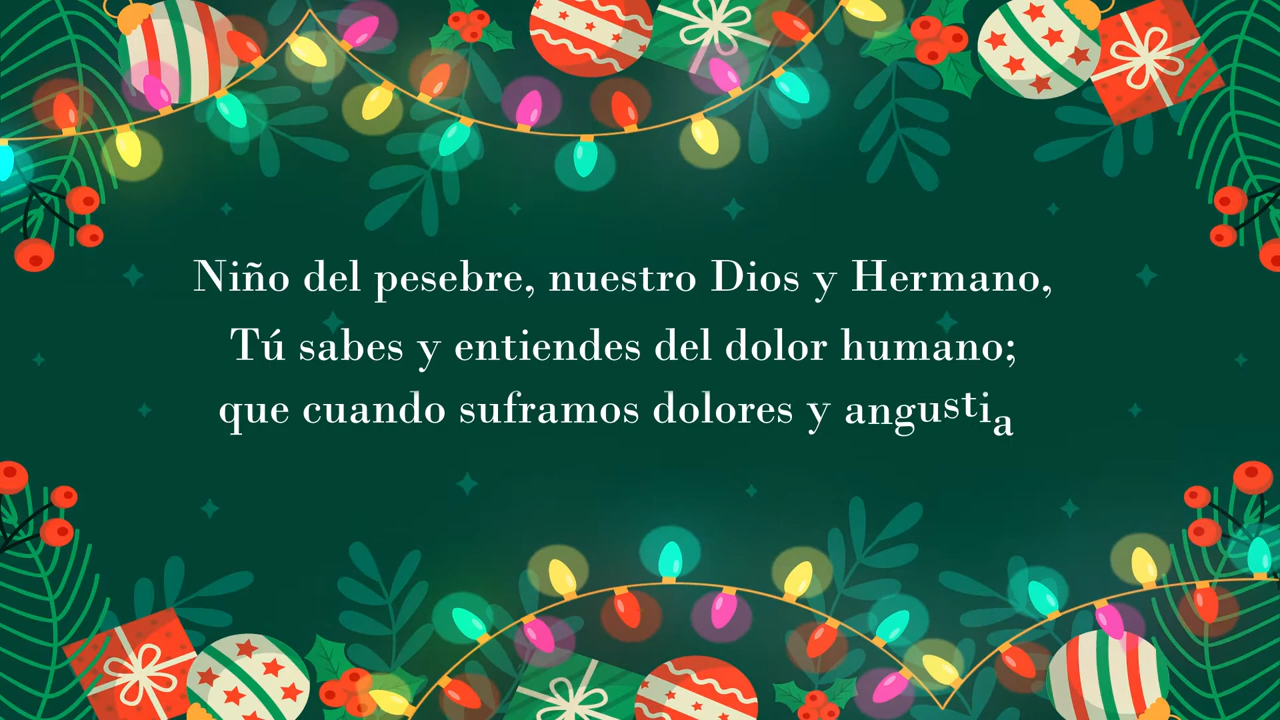 Niño del pesebre, nuestro Dios y Hermano,
Tú sabes y entiendes del dolor humano;
que cuando suframos dolores y angustia